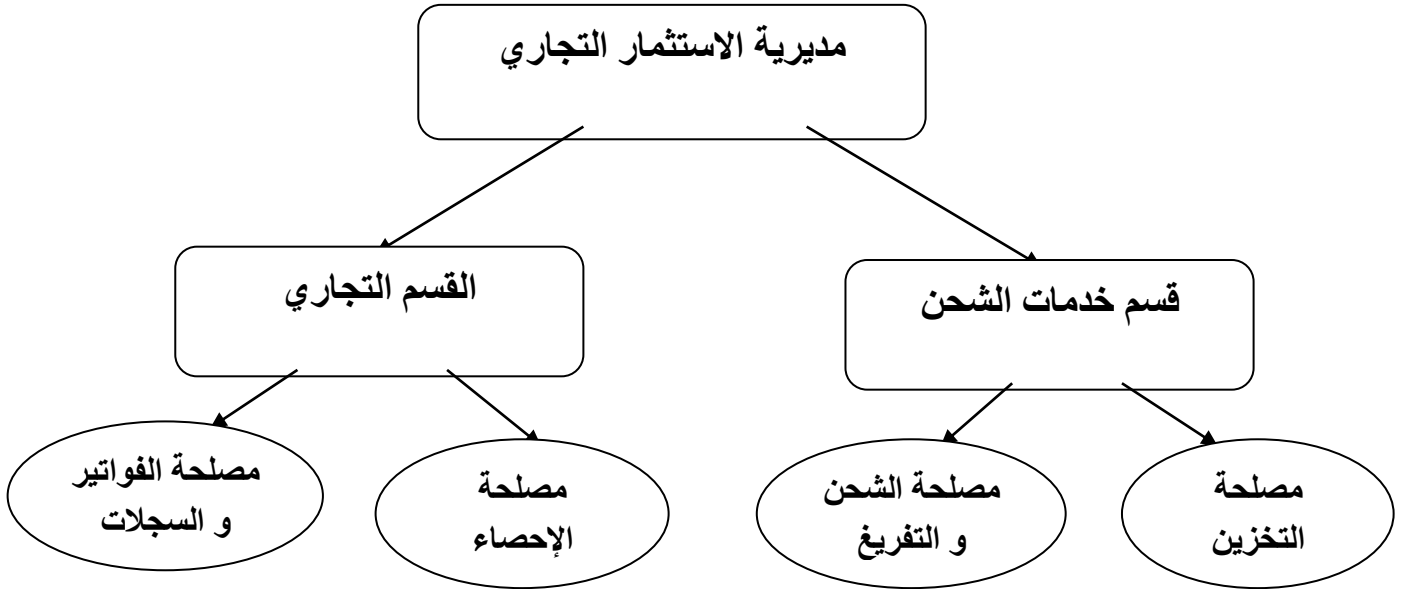 مديرية الاستثمار التجاري
قسم خدمات الشحن
القسم التجاري
مصلحة
التخزين
مصلحة الشحن
و التفريغ
مصلحة
الإحصاء
مصلحة الفواتير
و السجلات